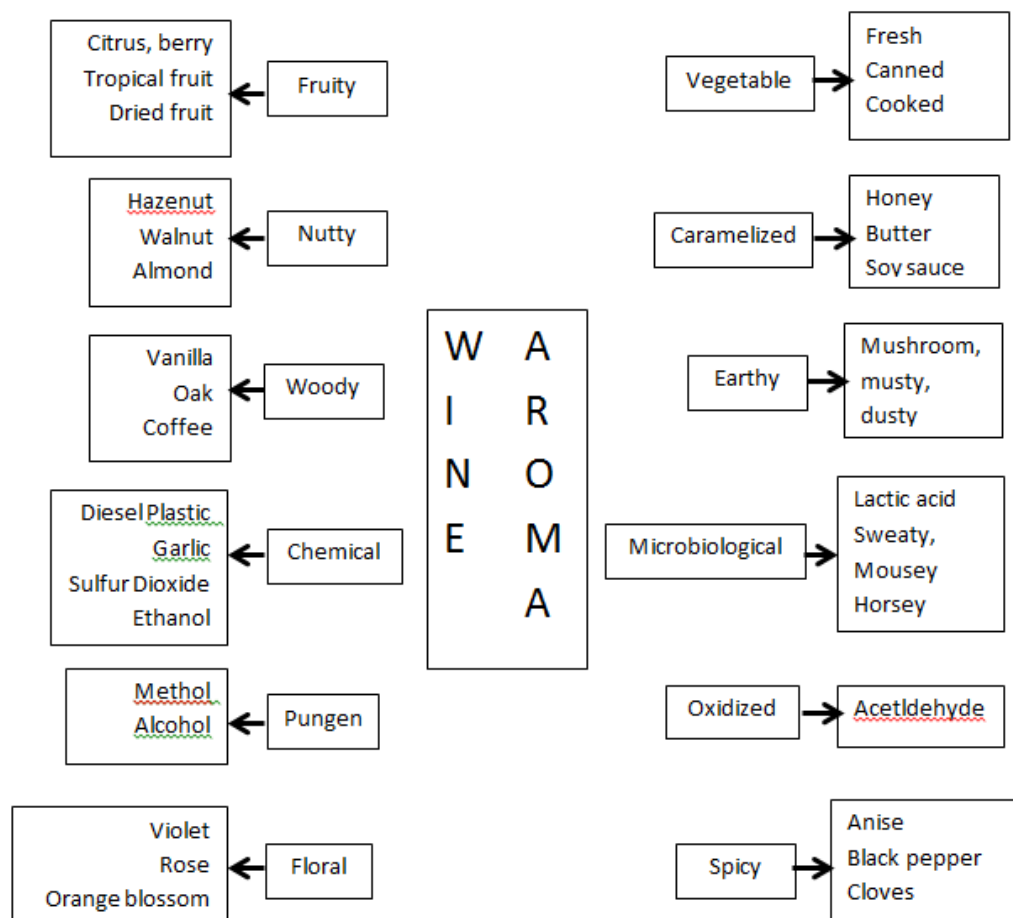 Citrus, berry
Tropical fruit
Dried fruit
Fruity
Hazenut
Walnut
Almond
Nutty
Vanilla
Oak
Coffee
Woody
Diesel Plastic
Garlic
Sulfur Dioxide
Ethanol
Chemical
Methol
Alcohol
Pungen
Violet
Rose
Orange blossom
Floral
W A
I R
N O
E M
A
Vegetable
Fresh
Canned
Cooked
Caramelized
Honey
Butter
Soy sauce
Earthy
Mushroom,
musty,
dusty
Microbiological
Lactic acid
Sweaty,
Mousey
Horsey
Oxidized
Acetldehyde
Spicy
Anise
Black pepper
Cloves